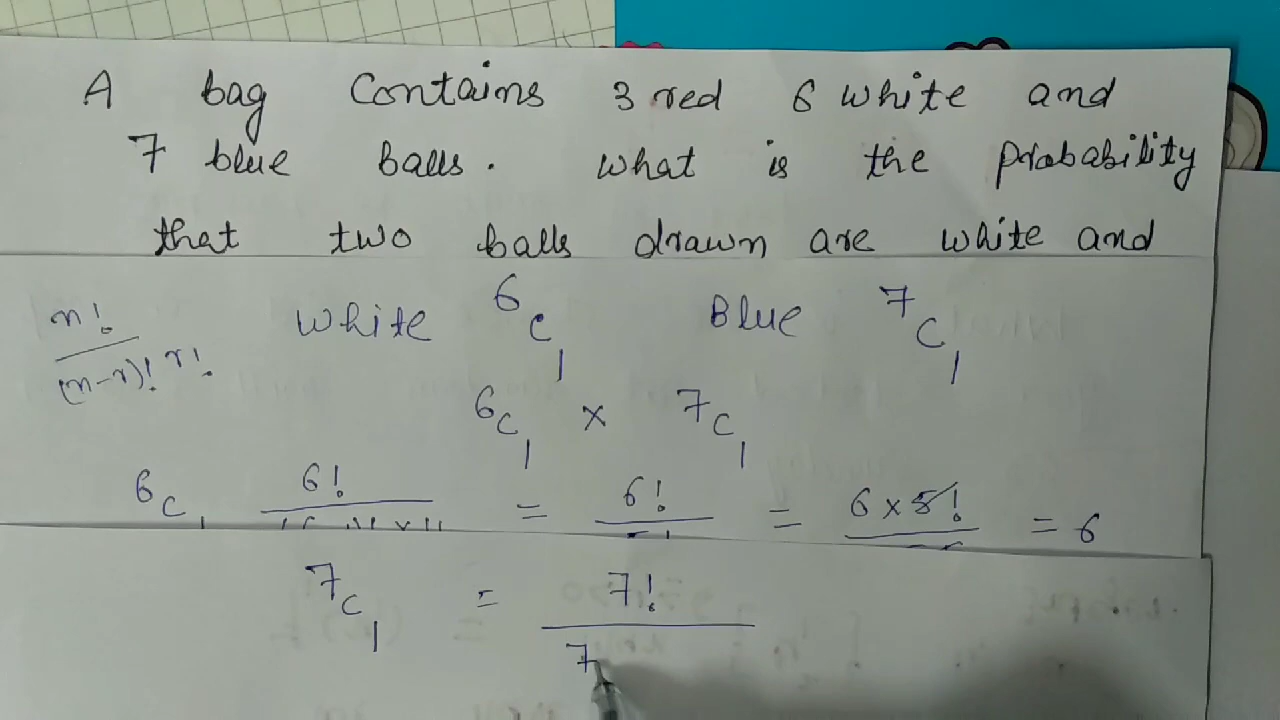 A bag contains 3 red 6 white and
7 blue balls. what is the probability
that two balls drawn are white and
n! / (n-r)! r!
White ⁶C₁ Blue ⁷C₁
⁶C₁ × ⁷C₁
⁶C₁ 6! = 6! = 6 × 5! = 6
⁷C₁ = 7! / 7